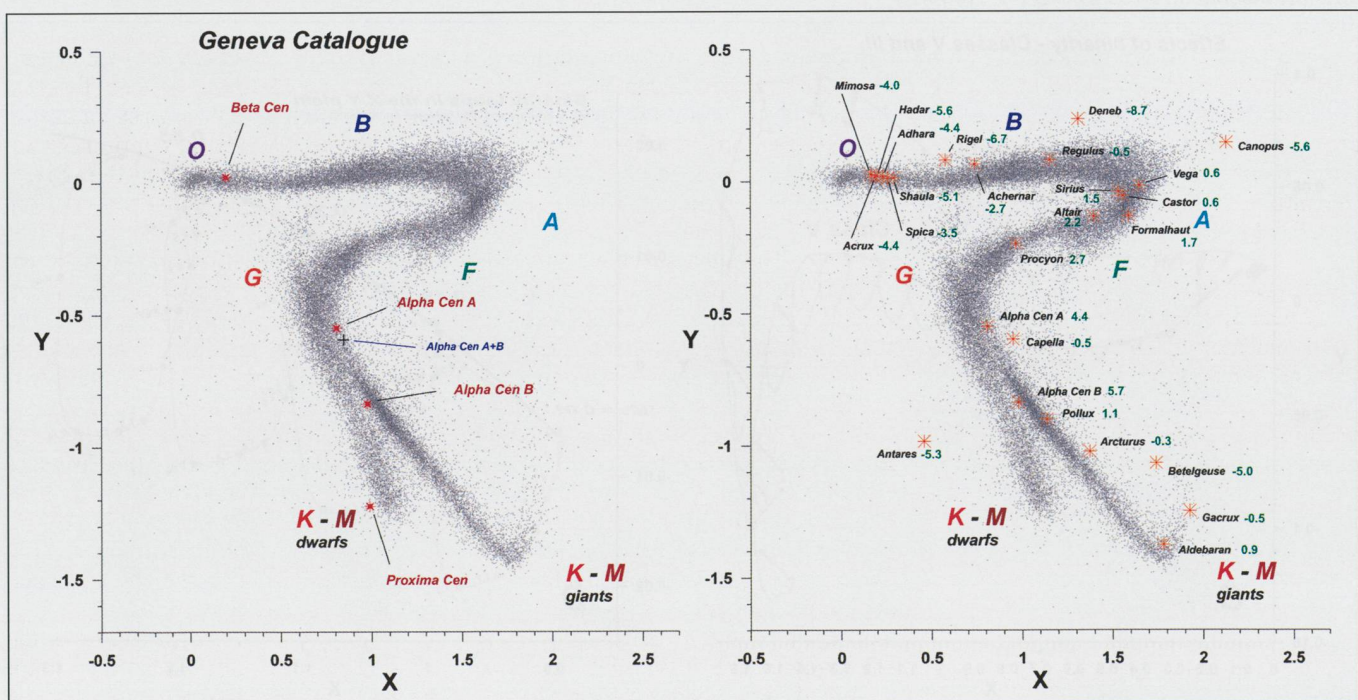 Geneva Catalogue
0.5
0
-0.5
-1
-1.5
Y
-0.5
0
0.5
1
1.5
2
2.5
X
Beta Cen
O
B
A
F
G
Alpha Cen A
Alpha Cen A+B
Alpha Cen B
K - M
dwarfs
Proxima Cen
K - M
giants
0.5
0
-0.5
-1
-1.5
Y
-0.5
0
0.5
1
1.5
2
2.5
X
Mimosa -4.0
Hadar -5.6
Adhara -4.4
Rigel -6.7
B
Deneb -8.7
O
Regulus -0.5
Canopus -5.6
Vega 0.6
Shaula -5.1
Achernar -2.7
Sirius 1.5
Castor 0.6
Altair 2.2
A
Acrux -4.4
Spica -3.5
Formalhaut 1.7
Procyon 2.7
G
F
Alpha Cen A 4.4
Capella -0.5
Alpha Cen B 5.7
Pollux 1.1
Arcturus -0.3
Antares -5.3
Betelgeuse -5.0
K - M
dwarfs
Gacrux -0.5
Aldebaran 0.9
K - M
giants